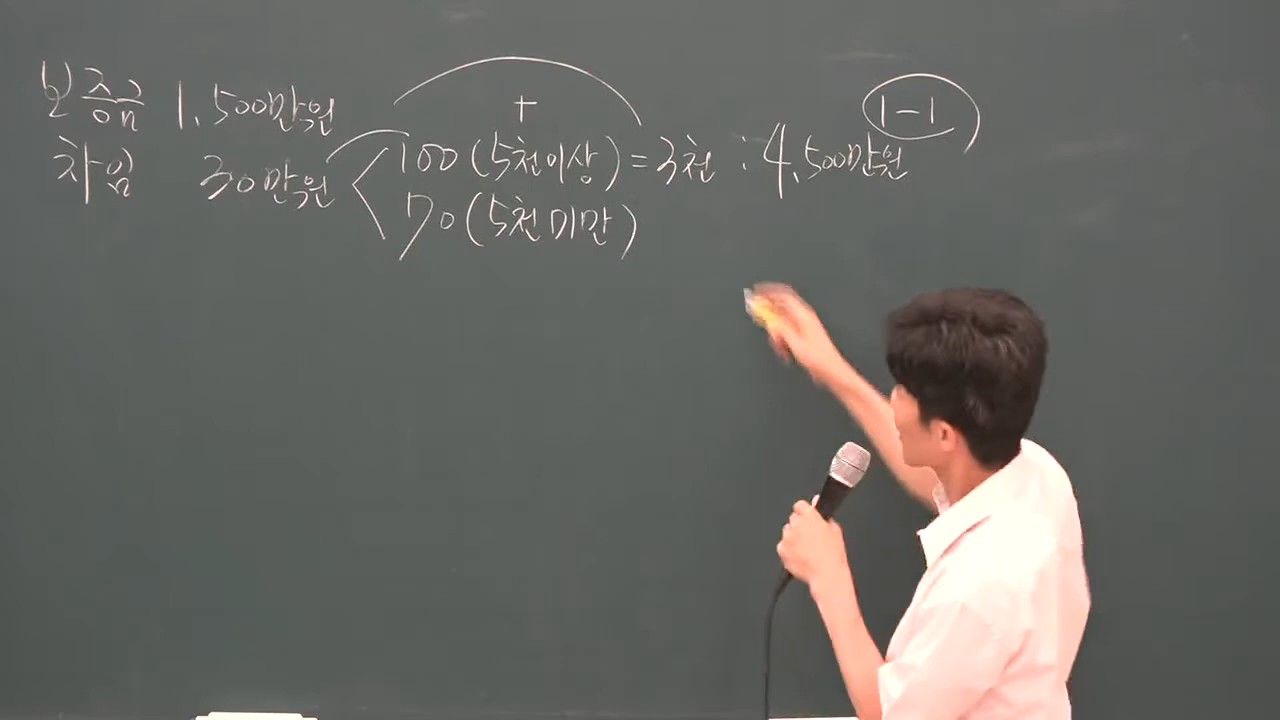 보증금 1,500만원
+
1-1
차임 30만원 < 100(5천이상) = 3천 : 4,500만원
70(5천미만)